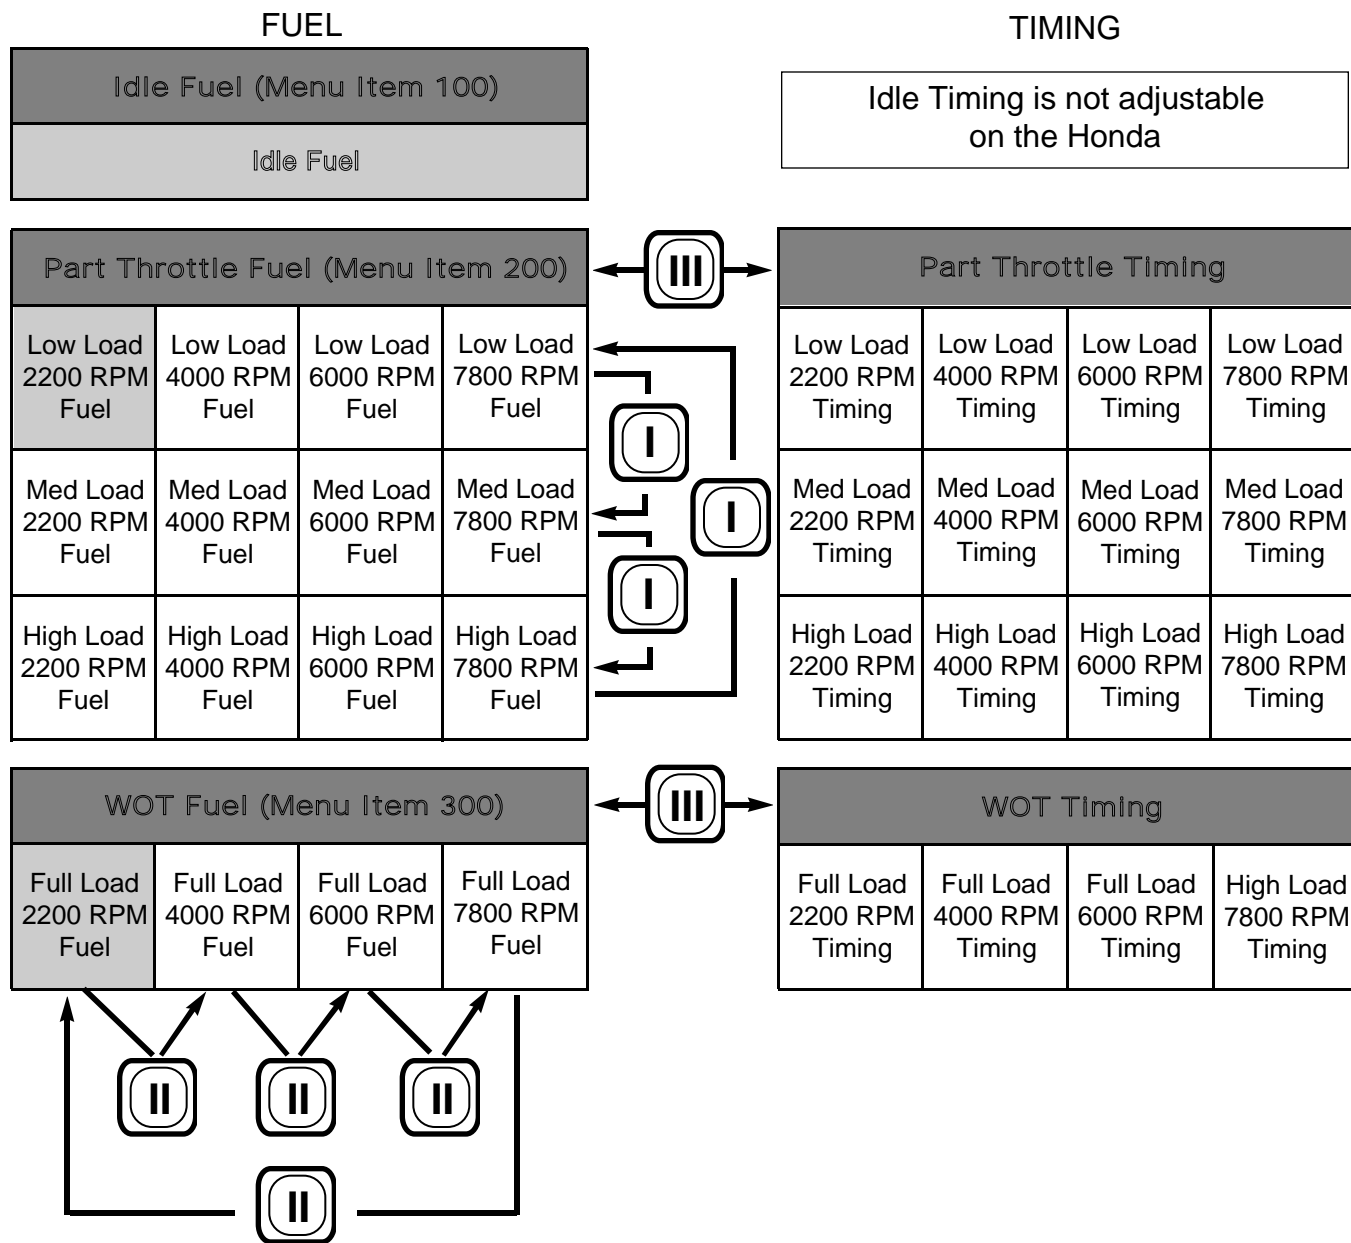 FUEL
TIMING
Idle Fuel (Menu Item 100)
Idle Fuel
Idle Timing is not adjustable
on the Honda
Part Throttle Fuel (Menu Item 200)
III
Part Throttle Timing
Low Load
2200 RPM
Fuel
Low Load
4000 RPM
Fuel
Low Load
6000 RPM
Fuel
Low Load
7800 RPM
Fuel
Med Load
2200 RPM
Fuel
Med Load
4000 RPM
Fuel
Med Load
6000 RPM
Fuel
Med Load
7800 RPM
Fuel
High Load
2200 RPM
Fuel
High Load
4000 RPM
Fuel
High Load
6000 RPM
Fuel
High Load
7800 RPM
Fuel
I
I
I
Low Load
2200 RPM
Timing
Low Load
4000 RPM
Timing
Low Load
6000 RPM
Timing
Low Load
7800 RPM
Timing
Med Load
2200 RPM
Timing
Med Load
4000 RPM
Timing
Med Load
6000 RPM
Timing
Med Load
7800 RPM
Timing
High Load
2200 RPM
Timing
High Load
4000 RPM
Timing
High Load
6000 RPM
Timing
High Load
7800 RPM
Timing
WOT Fuel (Menu Item 300)
III
WOT Timing
Full Load
2200 RPM
Fuel
Full Load
4000 RPM
Fuel
Full Load
6000 RPM
Fuel
Full Load
7800 RPM
Fuel
Full Load
2200 RPM
Timing
Full Load
4000 RPM
Timing
Full Load
6000 RPM
Timing
High Load
7800 RPM
Timing
II
II
II
II